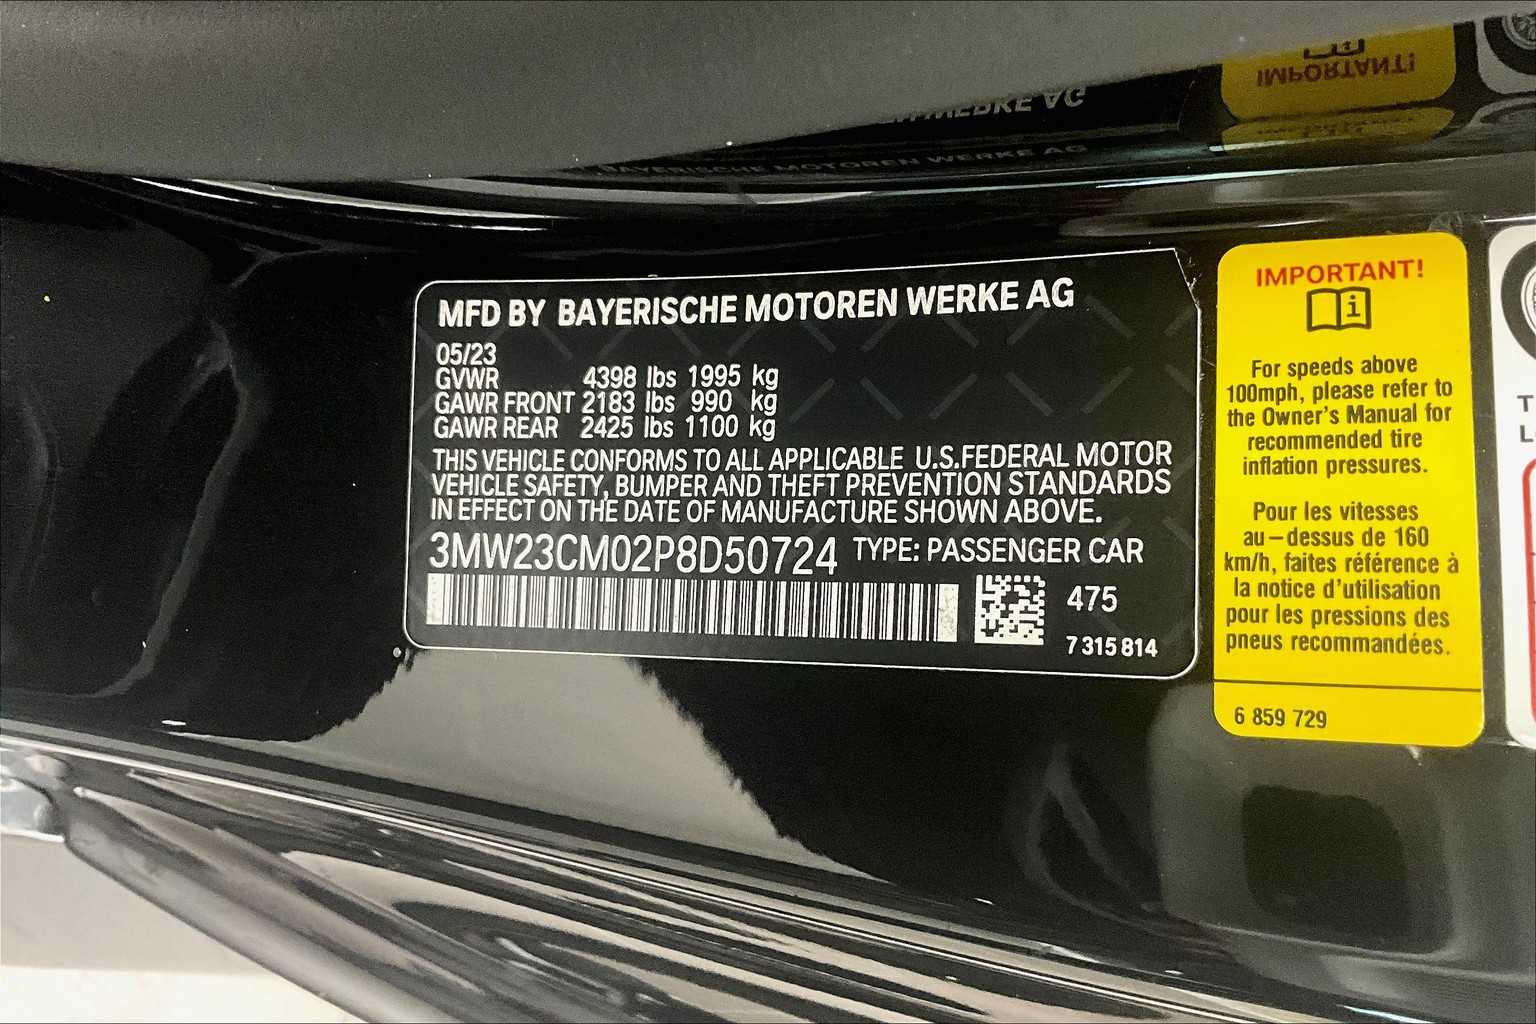 IMPORTANT!
BAYERISCHE MOTOREN WERKE AG
MFD BY BAYERISCHE MOTOREN WERKE AG
05/23
GVWR 4398 lbs 1995 kg
GAWR FRONT 2183 lbs 990 kg
GAWR REAR 2425 lbs 1100 kg
THIS VEHICLE CONFORMS TO ALL APPLICABLE U.S.FEDERAL MOTOR
VEHICLE SAFETY, BUMPER AND THEFT PREVENTION STANDARDS
IN EFFECT ON THE DATE OF MANUFACTURE SHOWN ABOVE.
3MW23CM02P8D50724 TYPE: PASSENGER CAR
475
7 315 814
IMPORTANT!
For speeds above
100mph, please refer to
the Owner's Manual for
recommended tire
inflation pressures.
Pour les vitesses
au-dessus de 160
km/h, faites référence à
la notice d'utilisation
pour les pressions des
pneus recommandées.
6 859 729